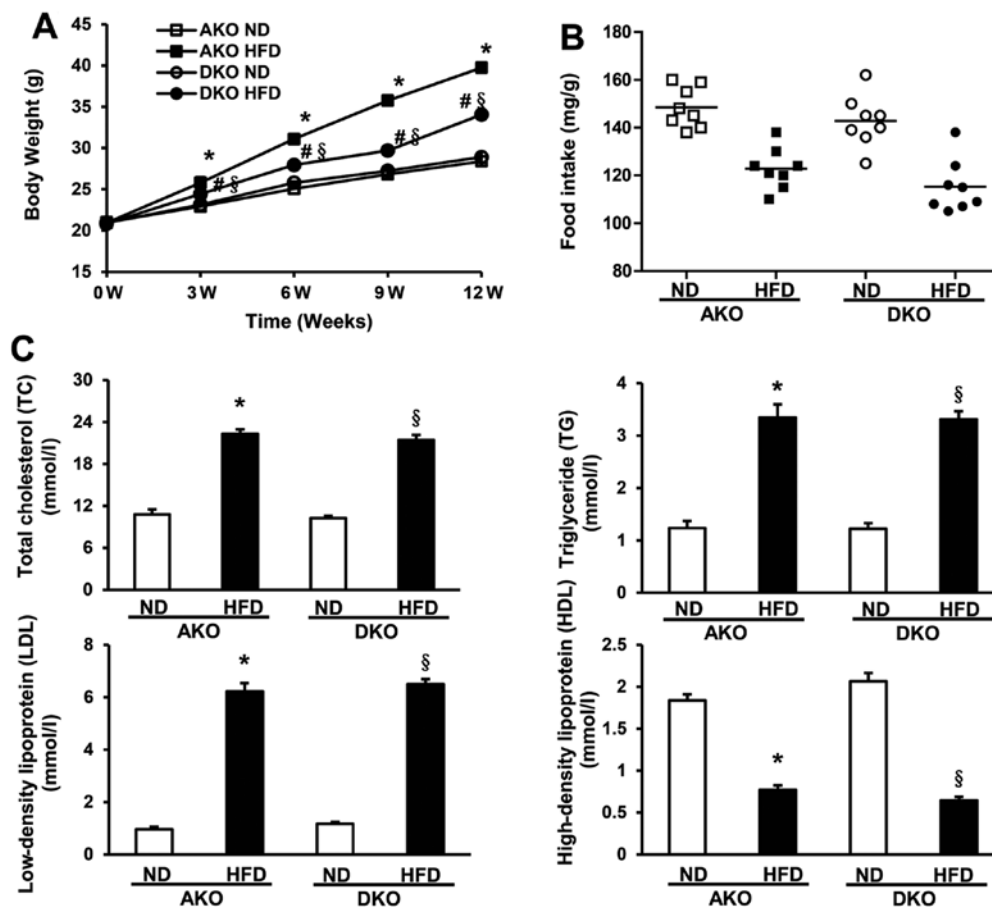 A
AKO ND
AKO HFD
DKO ND
DKO HFD
Body Weight (g)
45
40
35
30
25
20
15
* * * *
# § # § # § # §
0W 3W 6W 9W 12W
Time (Weeks)
B
Food intake (mg/g)
180
160
140
120
100
80
ND HFD ND HFD
AKO DKO
C
Total cholesterol (TC)
(mmol/l)
30
24
18
12
6
0
* §
ND HFD ND HFD
AKO DKO
Triglyceride (TG)
(mmol/l)
4
3
2
1
0
* §
ND HFD ND HFD
AKO DKO
Low-density lipoprotein (LDL)
(mmol/l)
8
6
4
2
0
* §
ND HFD ND HFD
AKO DKO
High-density lipoprotein (HDL)
(mmol/l)
2.5
2
1.5
1
0.5
0
* §
ND HFD ND HFD
AKO DKO